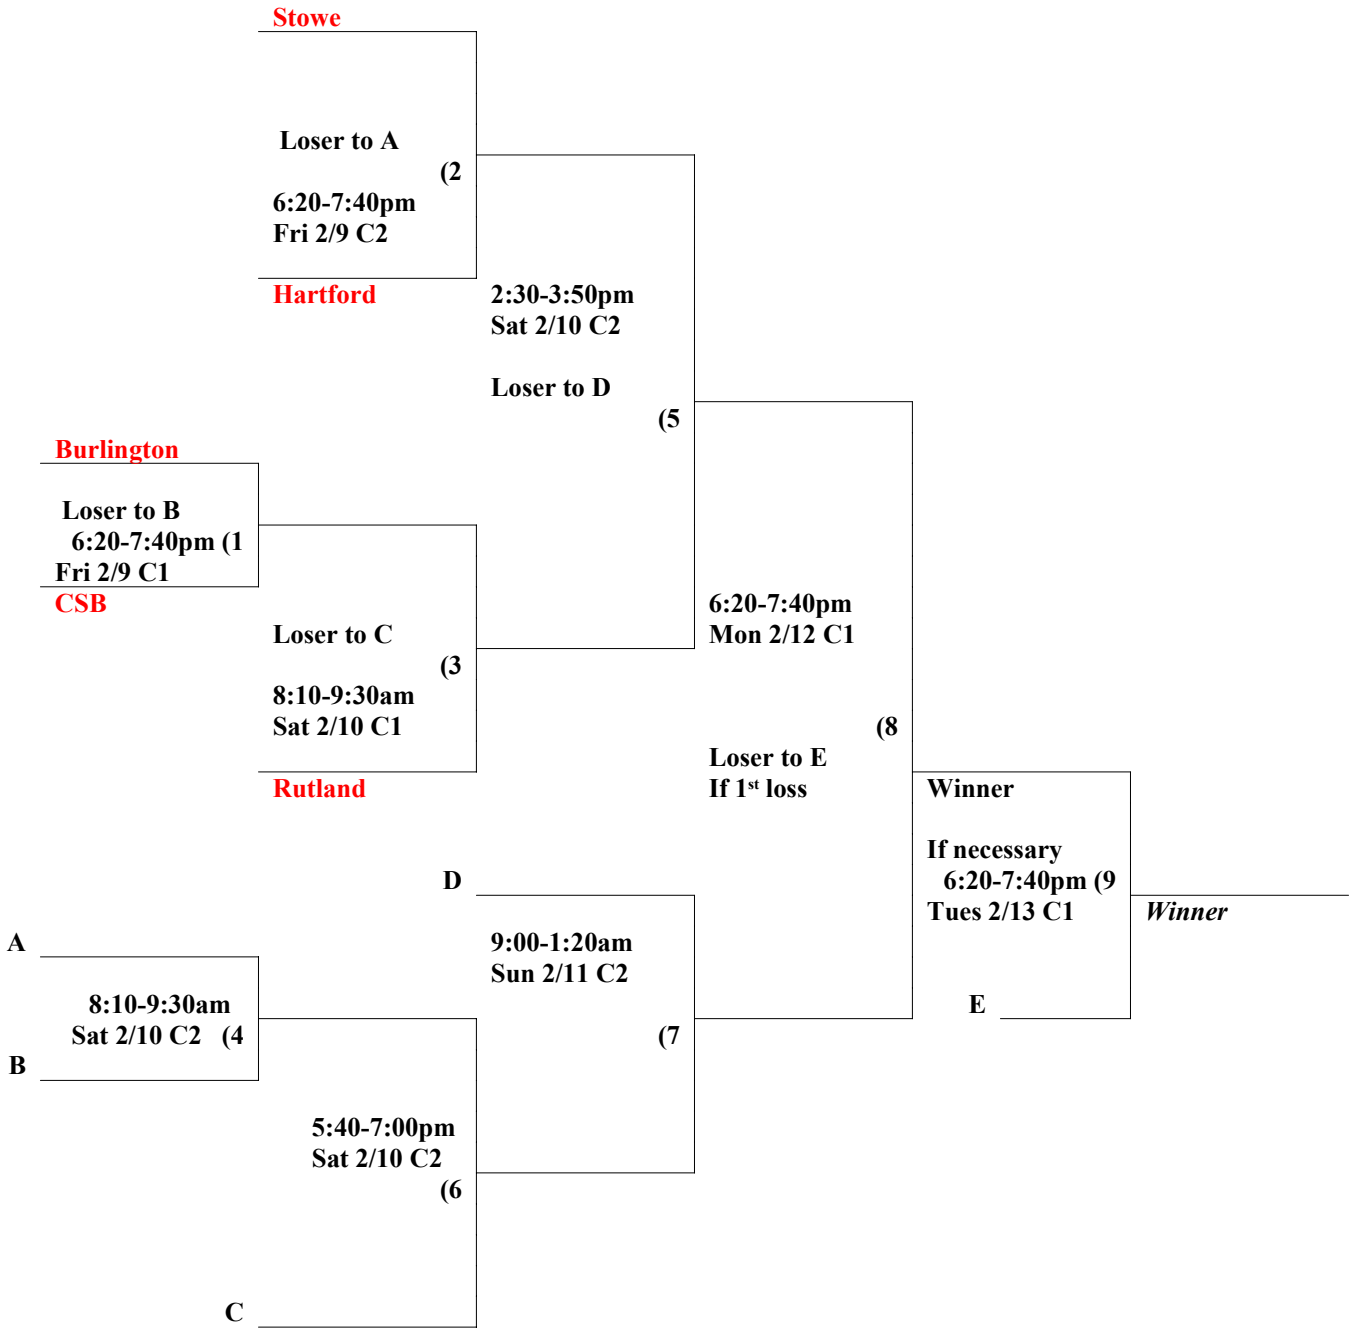 Stowe
Loser to A
(2
6:20-7:40pm
Fri 2/9 C2
Hartford
2:30-3:50pm
Sat 2/10 C2
Loser to D
(5
Burlington
Loser to B
6:20-7:40pm (1
Fri 2/9 C1
CSB
Loser to C
(3
8:10-9:30am
Sat 2/10 C1
Rutland
6:20-7:40pm
Mon 2/12 C1
(8
Loser to E
If 1st loss
Winner
If necessary
6:20-7:40pm (9
Tues 2/13 C1
Winner
E
D
9:00-1:20am
Sun 2/11 C2
(7
A
8:10-9:30am
Sat 2/10 C2 (4
B
5:40-7:00pm
Sat 2/10 C2
(6
C